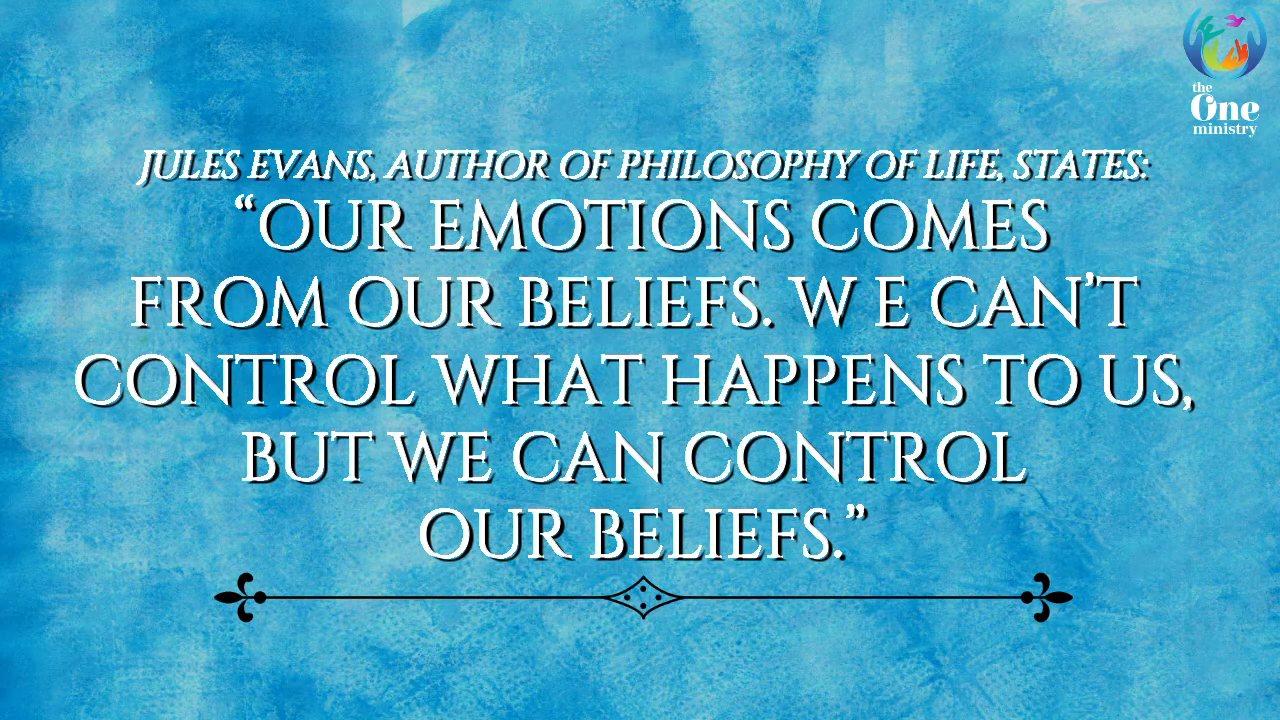 the
One
ministry
JULES EVANS, AUTHOR OF PHILOSOPHY OF LIFE, STATES:
“OUR EMOTIONS COMES
FROM OUR BELIEFS. W E CAN’T
CONTROL WHAT HAPPENS TO US,
BUT WE CAN CONTROL
OUR BELIEFS.”